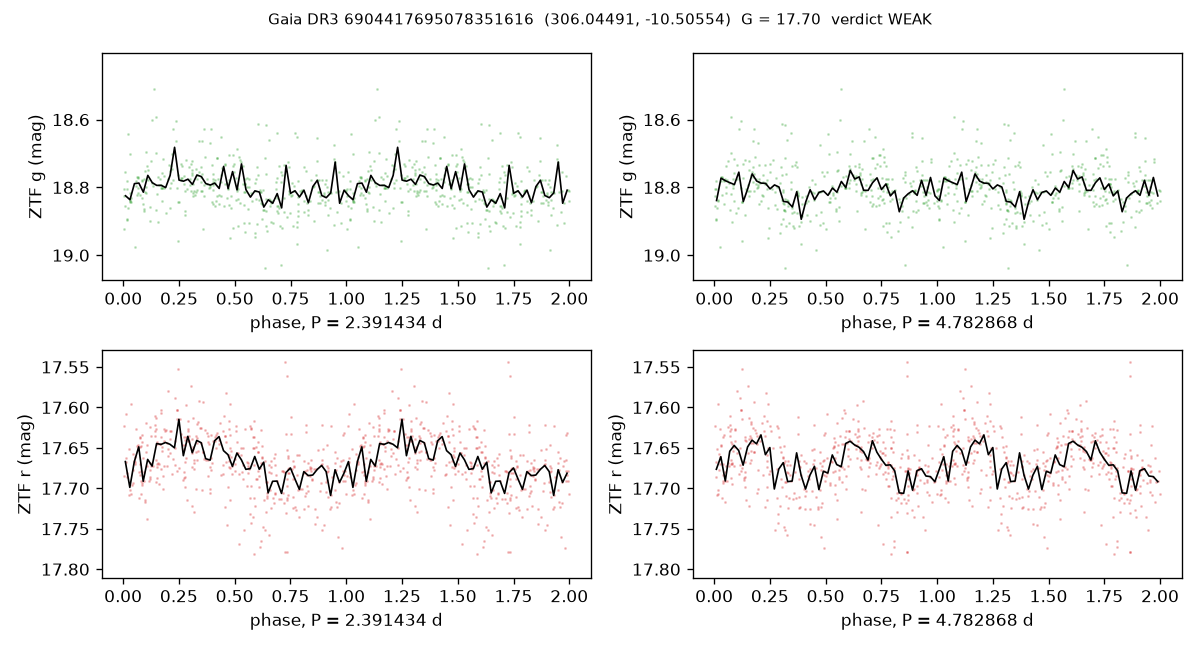 Gaia DR3 6904417695078351616  (306.04491, -10.50554)  G = 17.70  verdict WEAK
ZTF g (mag)
18.6
18.8
19.0
0.00 0.25 0.50 0.75 1.00 1.25 1.50 1.75 2.00
phase, P = 2.391434 d
ZTF g (mag)
18.6
18.8
19.0
0.00 0.25 0.50 0.75 1.00 1.25 1.50 1.75 2.00
phase, P = 4.782868 d
ZTF r (mag)
17.55
17.60
17.65
17.70
17.75
17.80
0.00 0.25 0.50 0.75 1.00 1.25 1.50 1.75 2.00
phase, P = 2.391434 d
ZTF r (mag)
17.55
17.60
17.65
17.70
17.75
17.80
0.00 0.25 0.50 0.75 1.00 1.25 1.50 1.75 2.00
phase, P = 4.782868 d